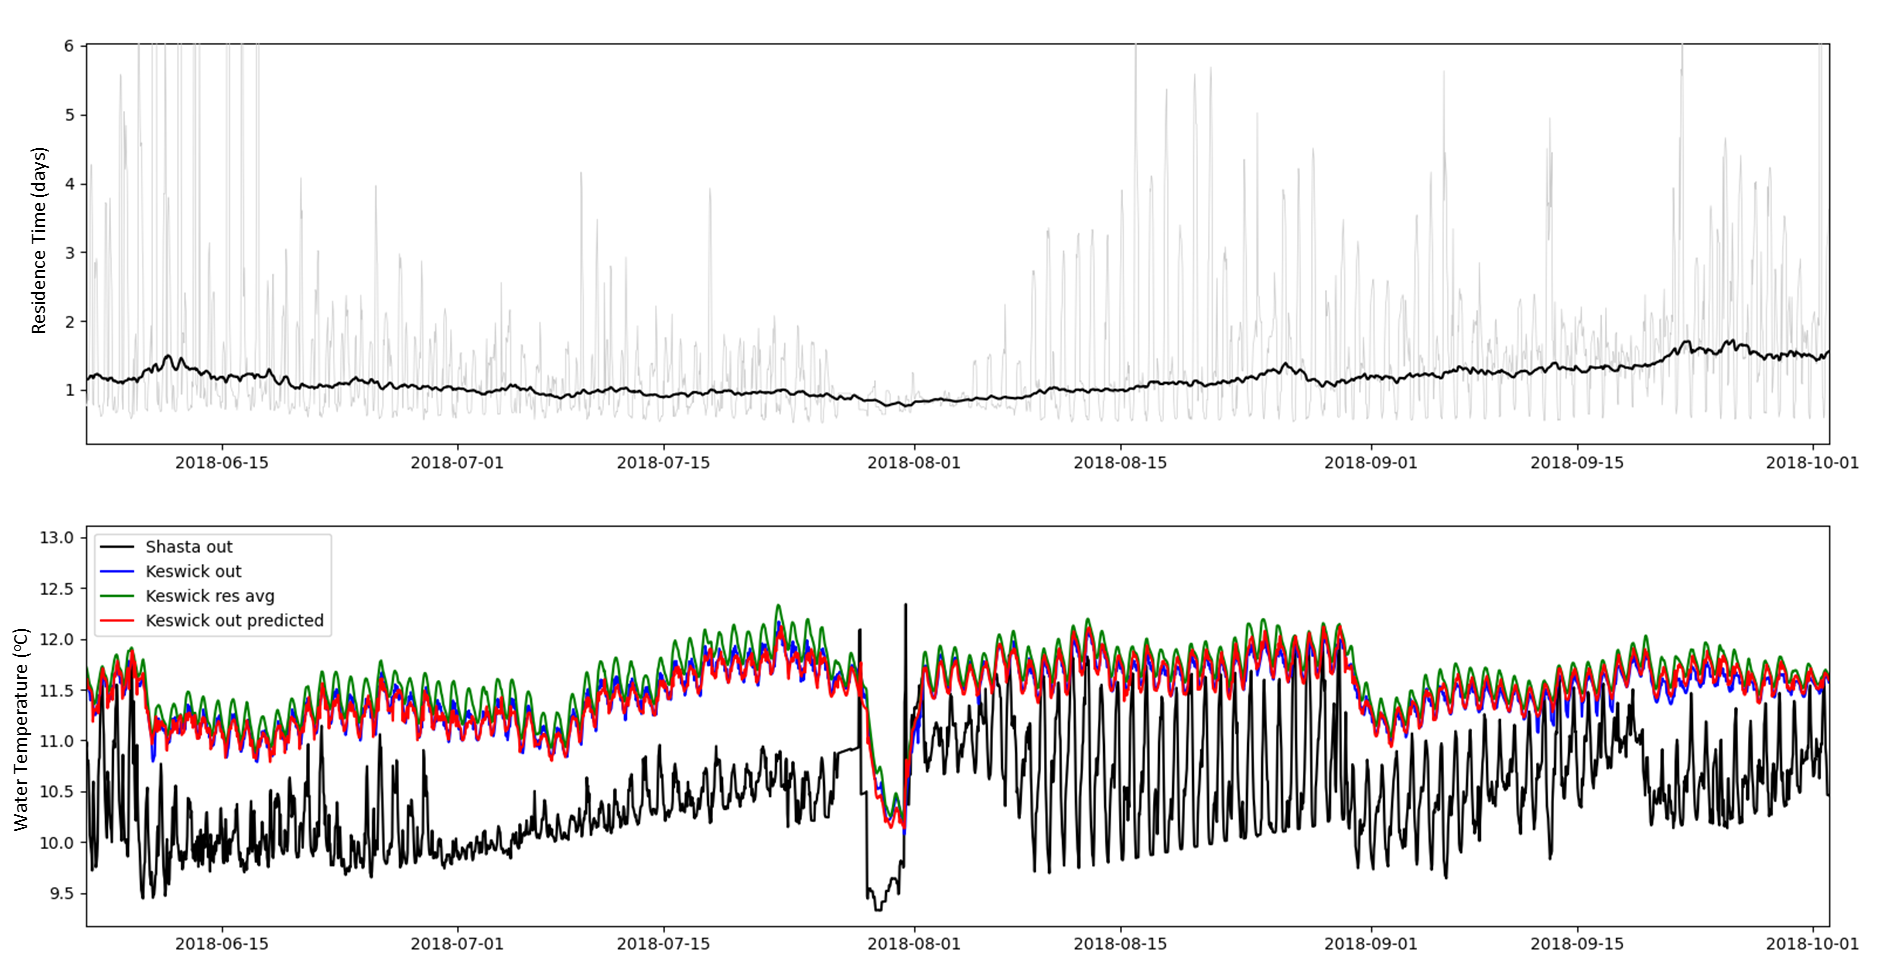 6
5
4
3
2
1
Residence Time (days)
2018-06-15 2018-07-01 2018-07-15 2018-08-01 2018-08-15 2018-09-01 2018-09-15 2018-10-01
13.0
12.5
12.0
11.5
11.0
10.5
10.0
9.5
Water Temperature (ºC)
Shasta out
Keswick out
Keswick res avg
Keswick out predicted
2018-06-15 2018-07-01 2018-07-15 2018-08-01 2018-08-15 2018-09-01 2018-09-15 2018-10-01